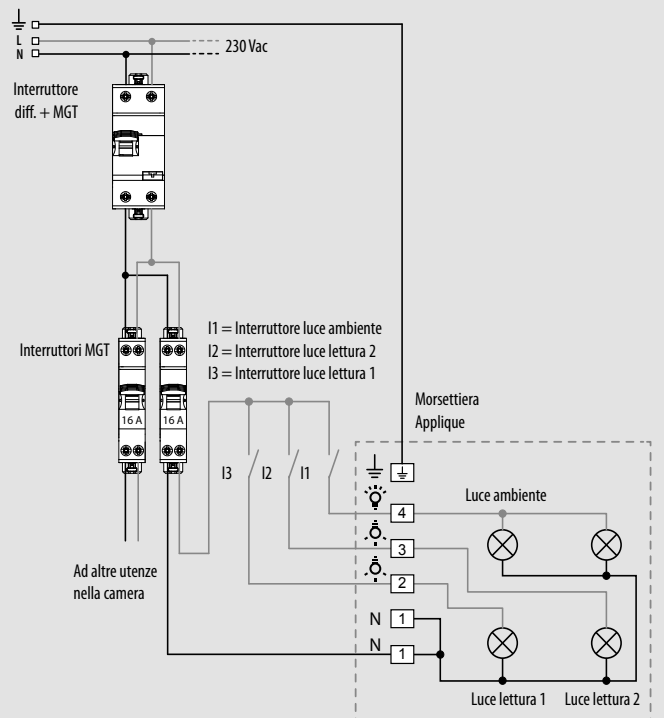 L
N
230 Vac
Interruttore
diff. + MGT
Interruttori MGT
I1 = Interruttore luce ambiente
I2 = Interruttore luce lettura 2
I3 = Interruttore luce lettura 1
16 A
16 A
Morsettiera
Applique
I3
I2
I1
Luce ambiente
4
3
2
N
1
N
1
Ad altre utenze
nella camera
Luce lettura 1
Luce lettura 2